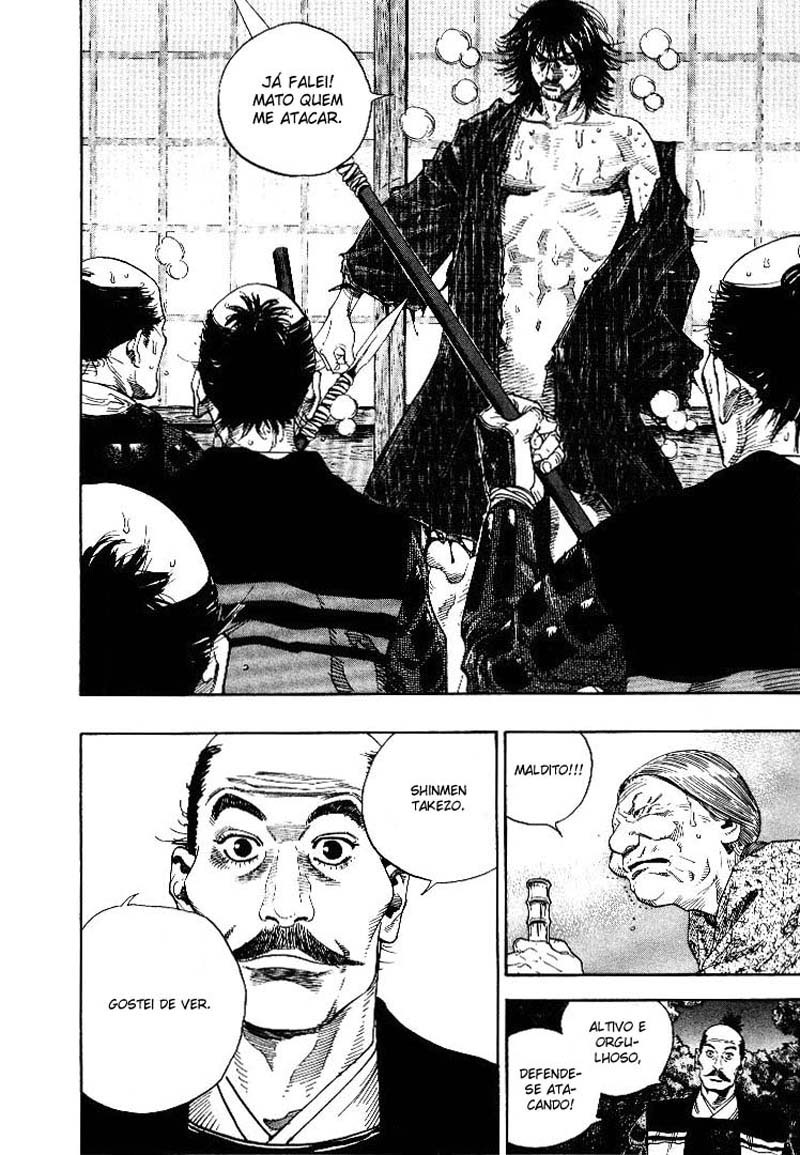 JÁ FALEI!
MATO QUEM
ME ATACAR.
MALDITO!!!
ALTIVO E
ORGU-
LHOSO,
DEFENDE-
SE ATA-
CANDO!
SHINMEN
TAKEZO.
GOSTEI DE VER.